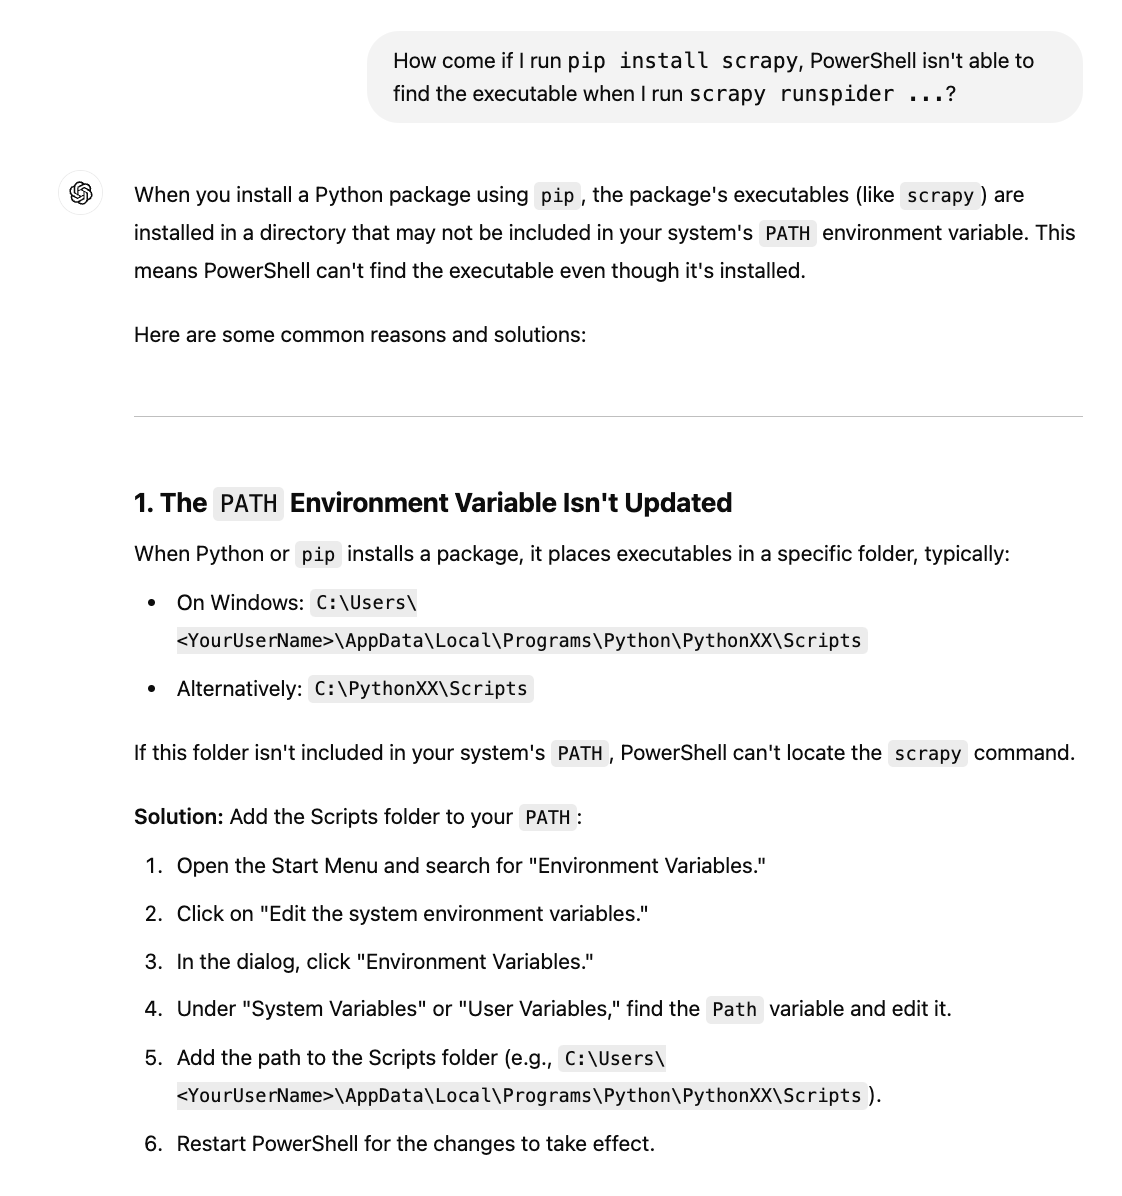 How come if I run pip install scrapy, PowerShell isn't able to
find the executable when I run scrapy runspider ...?
When you install a Python package using pip, the package's executables (like scrapy) are
installed in a directory that may not be included in your system's PATH environment variable. This
means PowerShell can't find the executable even though it's installed.
Here are some common reasons and solutions:
1. The PATH Environment Variable Isn't Updated
When Python or pip installs a package, it places executables in a specific folder, typically:
• On Windows: C:\Users\
<YourUserName>\AppData\Local\Programs\Python\PythonXX\Scripts
• Alternatively: C:\PythonXX\Scripts
If this folder isn't included in your system's PATH, PowerShell can't locate the scrapy command.
Solution: Add the Scripts folder to your PATH:
1. Open the Start Menu and search for "Environment Variables."
2. Click on "Edit the system environment variables."
3. In the dialog, click "Environment Variables."
4. Under "System Variables" or "User Variables," find the Path variable and edit it.
5. Add the path to the Scripts folder (e.g., C:\Users\
<YourUserName>\AppData\Local\Programs\Python\PythonXX\Scripts).
6. Restart PowerShell for the changes to take effect.